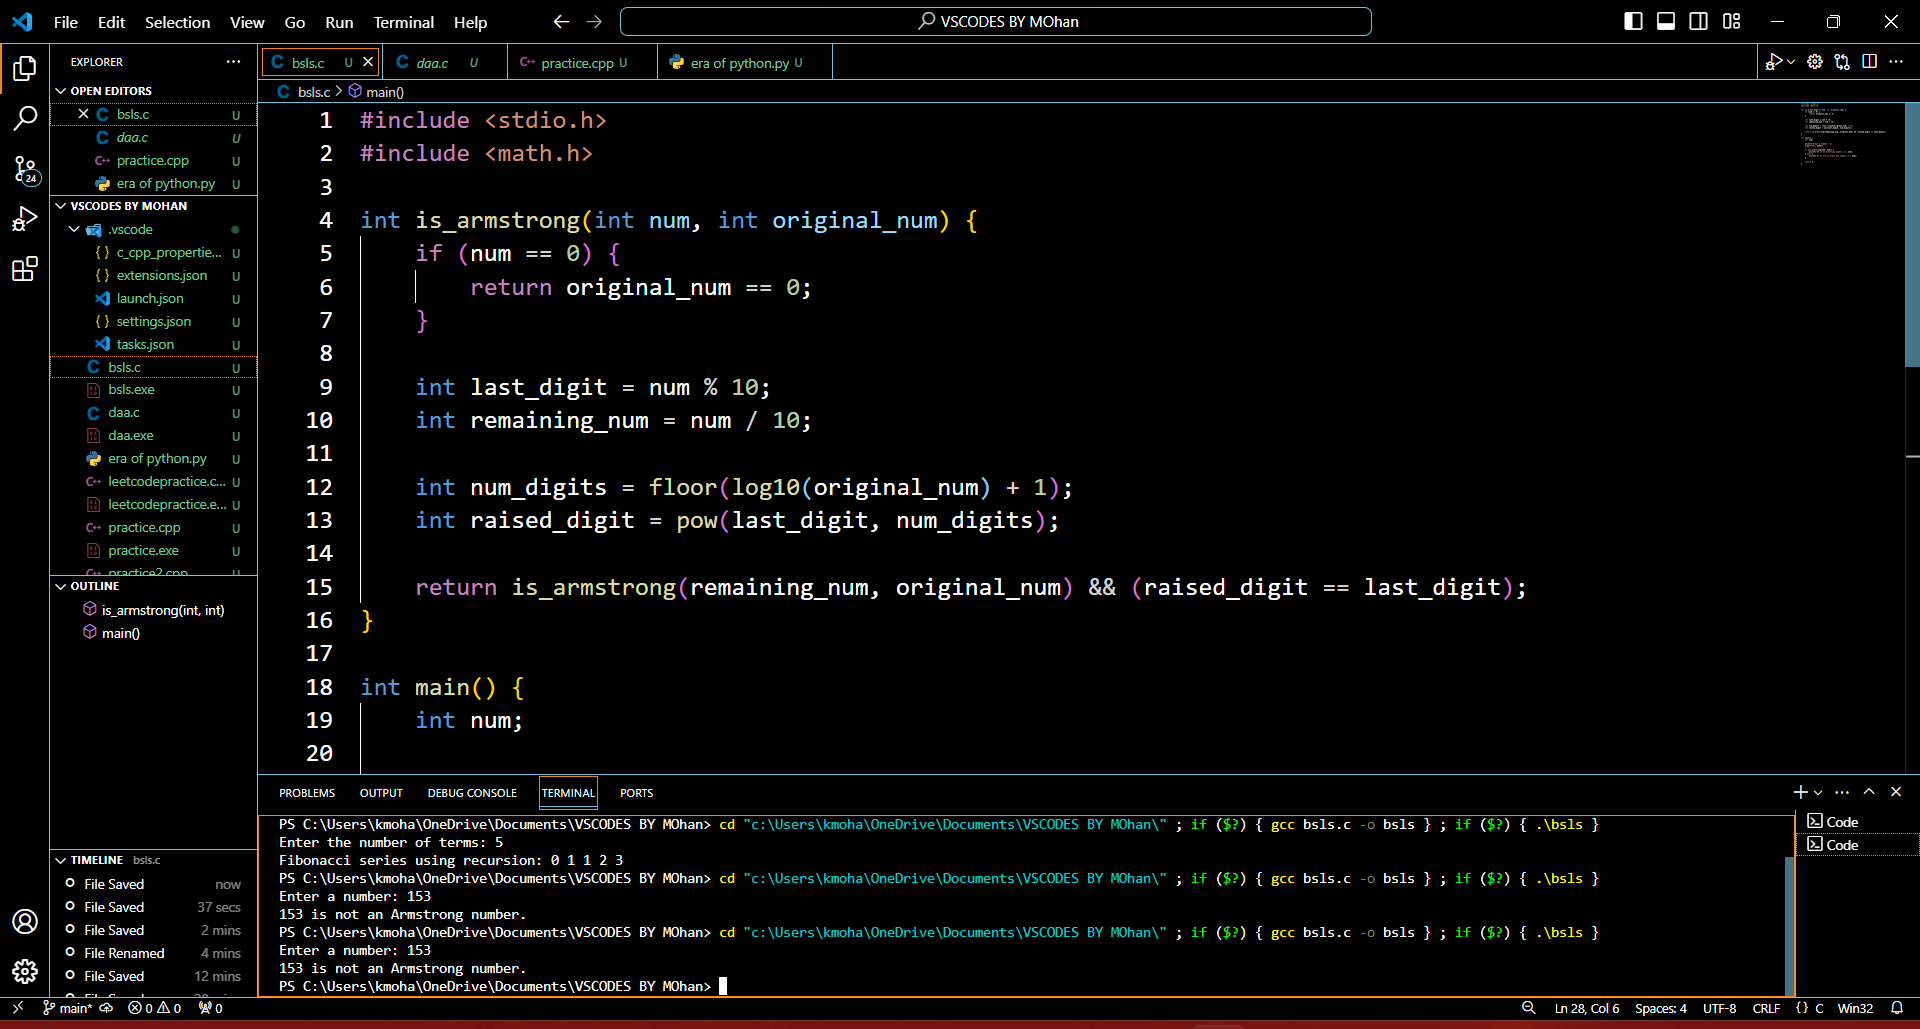 File Edit Selection View Go Run Terminal Help
VSCODES BY MOhan
EXPLORER
OPEN EDITORS
bsls.c U
daa.c U
practice.cpp U
era of python.py U
VSCODES BY MOHAN
.vscode
c_cpp_propertie... U
extensions.json U
launch.json U
settings.json U
tasks.json U
bsls.c U
bsls.exe U
daa.c U
daa.exe U
era of python.py U
leetcodepractice.c... U
leetcodepractice.e... U
practice.cpp U
practice.exe U
practice2.cpp U
OUTLINE
is_armstrong(int, int)
main()
TIMELINE bsls.c
File Saved now
File Saved 37 secs
File Saved 2 mins
File Renamed 4 mins
File Saved 12 mins
24
bsls.c U
daa.c U
practice.cpp U
era of python.py U
bsls.c > main()
1 #include <stdio.h>
2 #include <math.h>
3
4 int is_armstrong(int num, int original_num) {
5 if (num == 0) {
6 return original_num == 0;
7 }
8
9 int last_digit = num % 10;
10 int remaining_num = num / 10;
11
12 int num_digits = floor(log10(original_num) + 1);
13 int raised_digit = pow(last_digit, num_digits);
14
15 return is_armstrong(remaining_num, original_num) && (raised_digit == last_digit);
16 }
17
18 int main() {
19 int num;
20
PROBLEMS OUTPUT DEBUG CONSOLE TERMINAL PORTS
PS C:\Users\kmoha\OneDrive\Documents\VSCODES BY MOhan> cd "c:\Users\kmoha\OneDrive\Documents\VSCODES BY MOhan\" ; if ($?) { gcc bsls.c -o bsls } ; if ($?) { .\bsls }
Enter the number of terms: 5
Fibonacci series using recursion: 0 1 1 2 3
PS C:\Users\kmoha\OneDrive\Documents\VSCODES BY MOhan> cd "c:\Users\kmoha\OneDrive\Documents\VSCODES BY MOhan\" ; if ($?) { gcc bsls.c -o bsls } ; if ($?) { .\bsls }
Enter a number: 153
153 is not an Armstrong number.
PS C:\Users\kmoha\OneDrive\Documents\VSCODES BY MOhan> cd "c:\Users\kmoha\OneDrive\Documents\VSCODES BY MOhan\" ; if ($?) { gcc bsls.c -o bsls } ; if ($?) { .\bsls }
Enter a number: 153
153 is not an Armstrong number.
PS C:\Users\kmoha\OneDrive\Documents\VSCODES BY MOhan>
Code
Code
main* 0 0 0
Ln 28, Col 6 Spaces: 4 UTF-8 CRLF {} C Win32